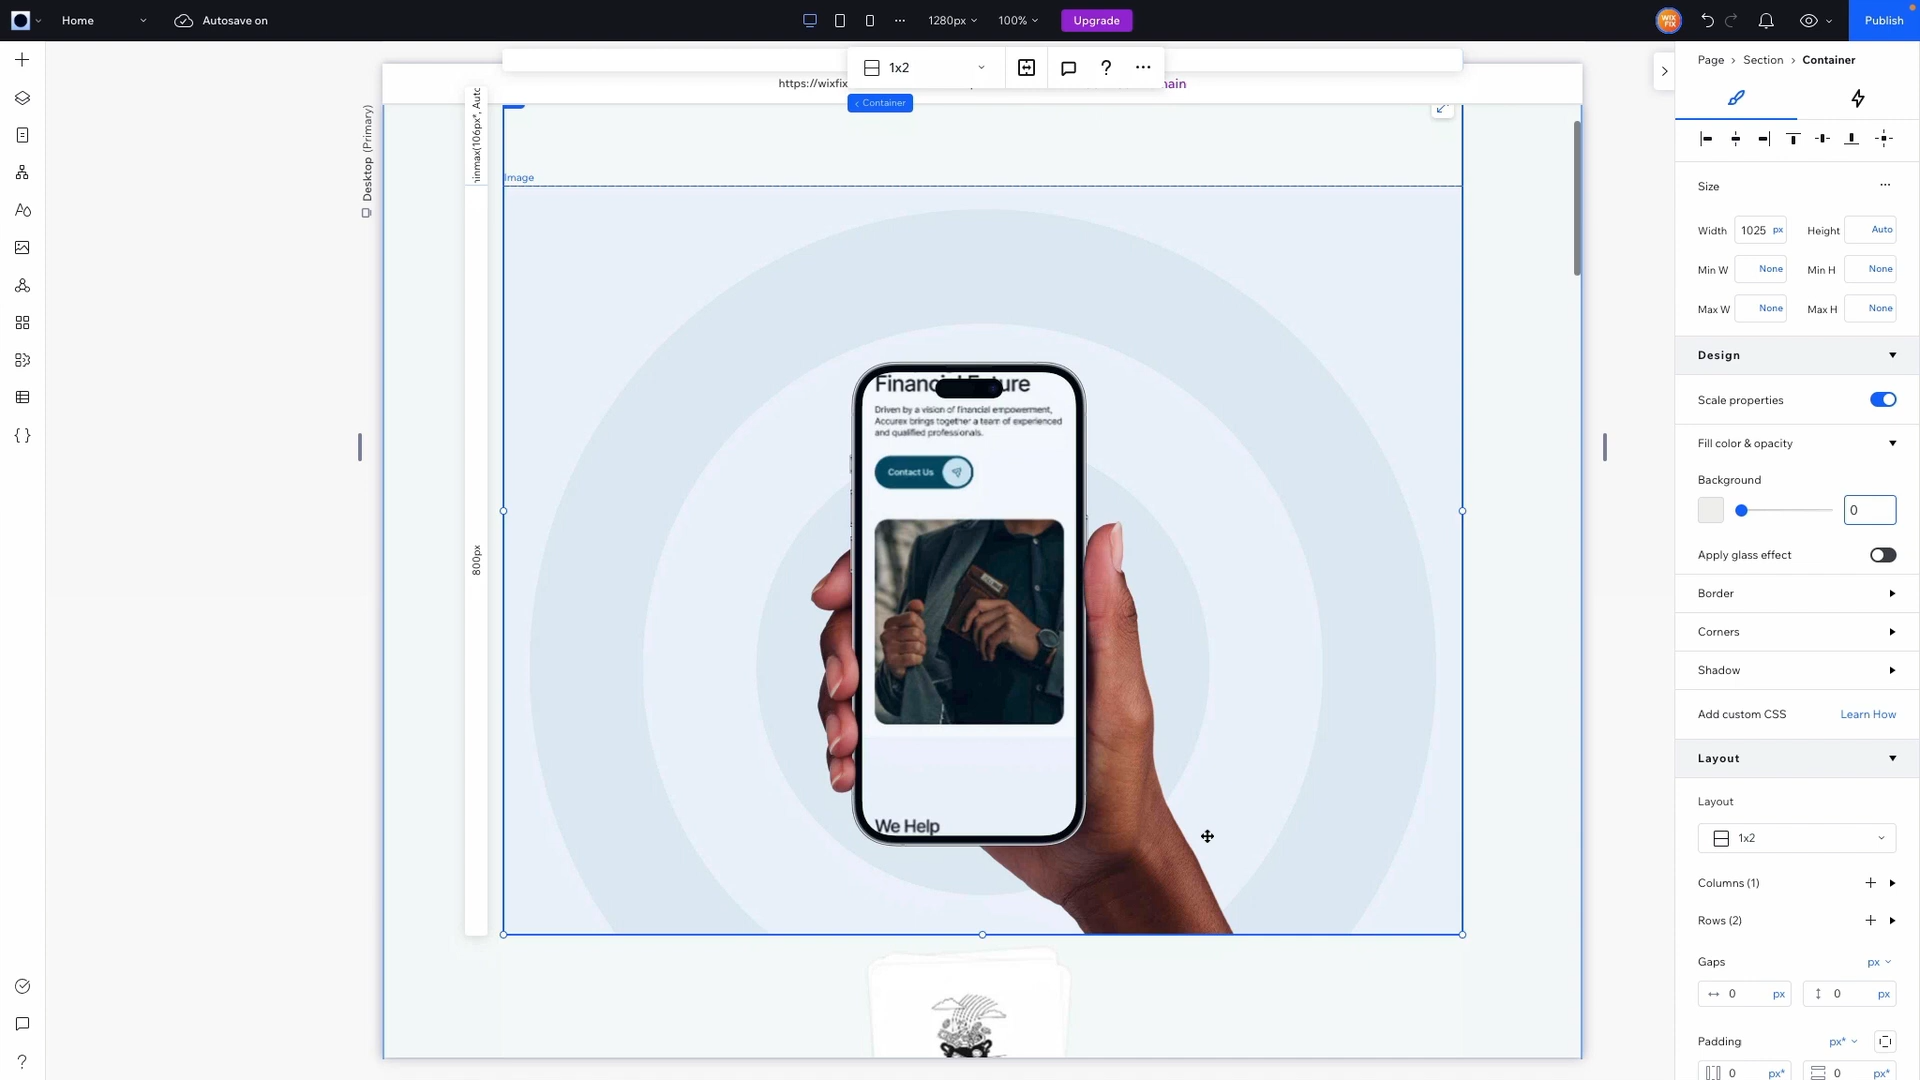 Home
Autosave on
1280px
100%
Upgrade
WIX
FIX
Publish
1x2
?
https://wixfix
main
< Container
Desktop (Primary)
inmax(106px*, Auto
Image
800px
Financial Future
Driven by a vision of financial empowerment,
Accurex brings together a team of experienced
and qualified professionals.
Contact Us
We Help
?
Page > Section > Container
Size
Width 1025 px Height Auto
Min W None Min H None
Max W None Max H None
Design
Scale properties
Fill color & opacity
Background
0
Apply glass effect
Border
Corners
Shadow
Add custom CSS Learn How
Layout
Layout
1x2
Columns (1)
Rows (2)
Gaps px
0 px 0 px
Padding px*
0 px* 0 px*